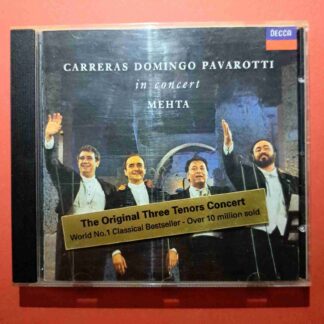 DECCA
CARRERAS DOMINGO PAVAROTTI
in concert
MEHTA
The Original Three Tenors Concert
World No.1 Classical Bestseller - Over 10 million sold